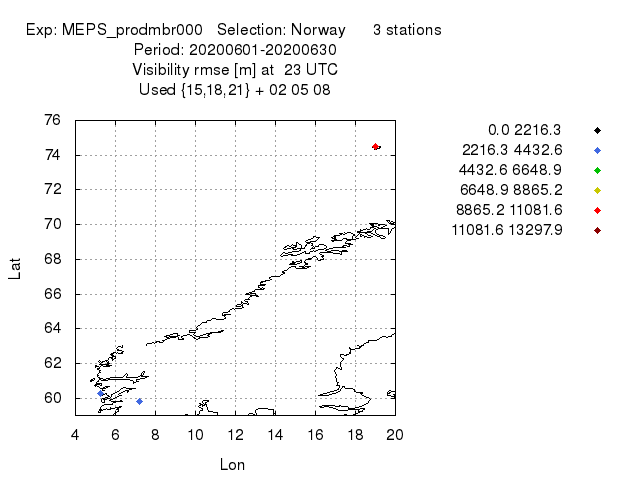 Exp: MEPS_prodmbr000   Selection: Norway      3 stations
Period: 20200601-20200630
Visibility rmse [m] at  23 UTC
Used {15,18,21} + 02 05 08
0.0 2216.3
2216.3 4432.6
4432.6 6648.9
6648.9 8865.2
8865.2 11081.6
11081.6 13297.9
76
74
72
70
68
66
64
62
60
Lat
4 6 8 10 12 14 16 18 20
Lon